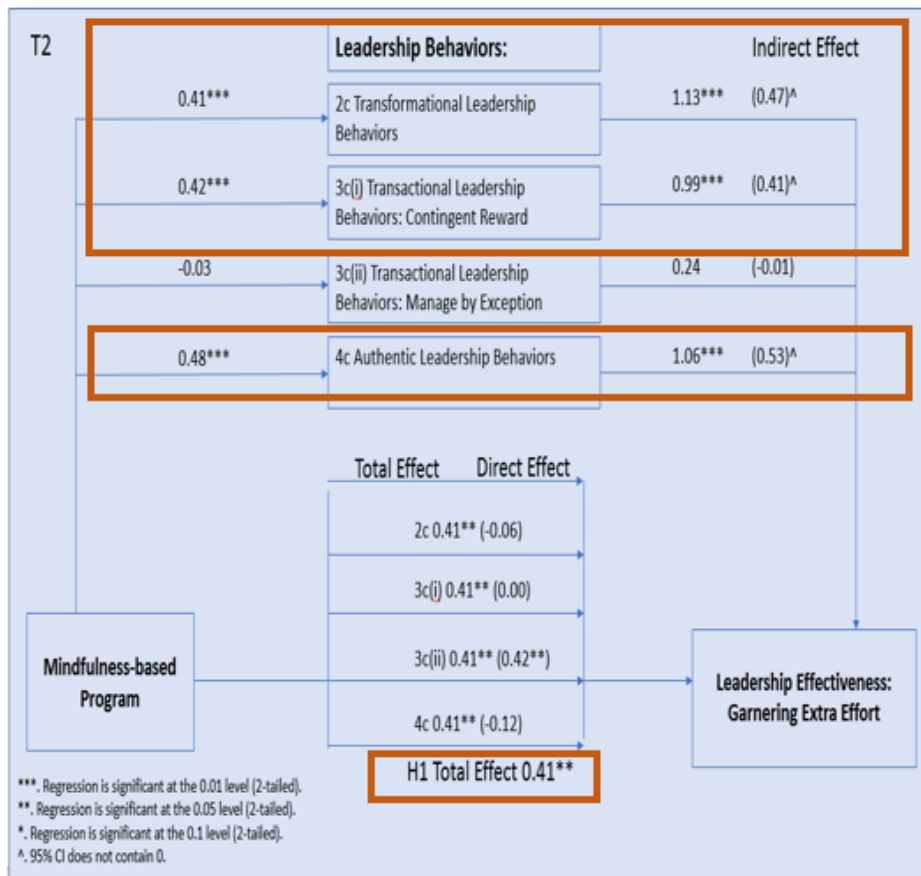 T2
Leadership Behaviors:
Indirect Effect
0.41***
2c Transformational Leadership
Behaviors
1.13***
(0.47)^
0.42***
3c(i) Transactional Leadership
Behaviors: Contingent Reward
0.99***
(0.41)^
-0.03
3c(ii) Transactional Leadership
Behaviors: Manage by Exception
0.24
(-0.01)
0.48***
4c Authentic Leadership Behaviors
1.06***
(0.53)^
Total Effect
Direct Effect
2c 0.41** (-0.06)
3c(i) 0.41** (0.00)
3c(ii) 0.41** (0.42**)
4c 0.41** (-0.12)
H1 Total Effect 0.41**
Mindfulness-based
Program
Leadership Effectiveness:
Garnering Extra Effort
***. Regression is significant at the 0.01 level (2-tailed).
**. Regression is significant at the 0.05 level (2-tailed).
*. Regression is significant at the 0.1 level (2-tailed).
^. 95% CI does not contain 0.